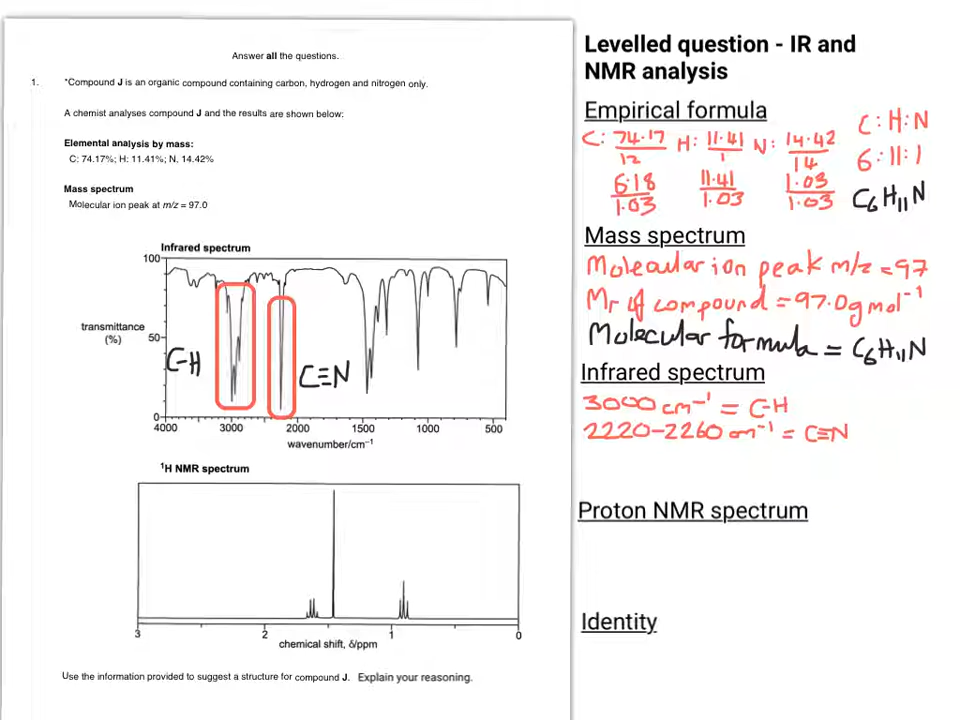 Answer all the questions.
1. *Compound J is an organic compound containing carbon, hydrogen and nitrogen only.
A chemist analyses compound J and the results are shown below:
Elemental analysis by mass:
C: 74.17%; H: 11.41%; N, 14.42%
Mass spectrum
Molecular ion peak at m/z = 97.0
Infrared spectrum
100
transmittance
(%)
50
0
C-H
C≡N
4000 3000 2000 1500 1000 500
wavenumber/cm⁻¹
¹H NMR spectrum
3 2 1 0
chemical shift, δ/ppm
Use the information provided to suggest a structure for compound J. Explain your reasoning.
Levelled question - IR and
NMR analysis
Empirical formula
C: 74.17/12 H: 11.41/1 N: 14.42/14
6.18/1.03 11.41/1.03 1.03/1.03
C:H:N
6:11:1
C₆H₁₁N
Mass spectrum
Molecular ion peak m/z = 97
Mr of compound = 97.0g mol⁻¹
Molecular formula = C₆H₁₁N
Infrared spectrum
3000 cm⁻¹ = C-H
2220-2260 cm⁻¹ = C≡N
Proton NMR spectrum
Identity